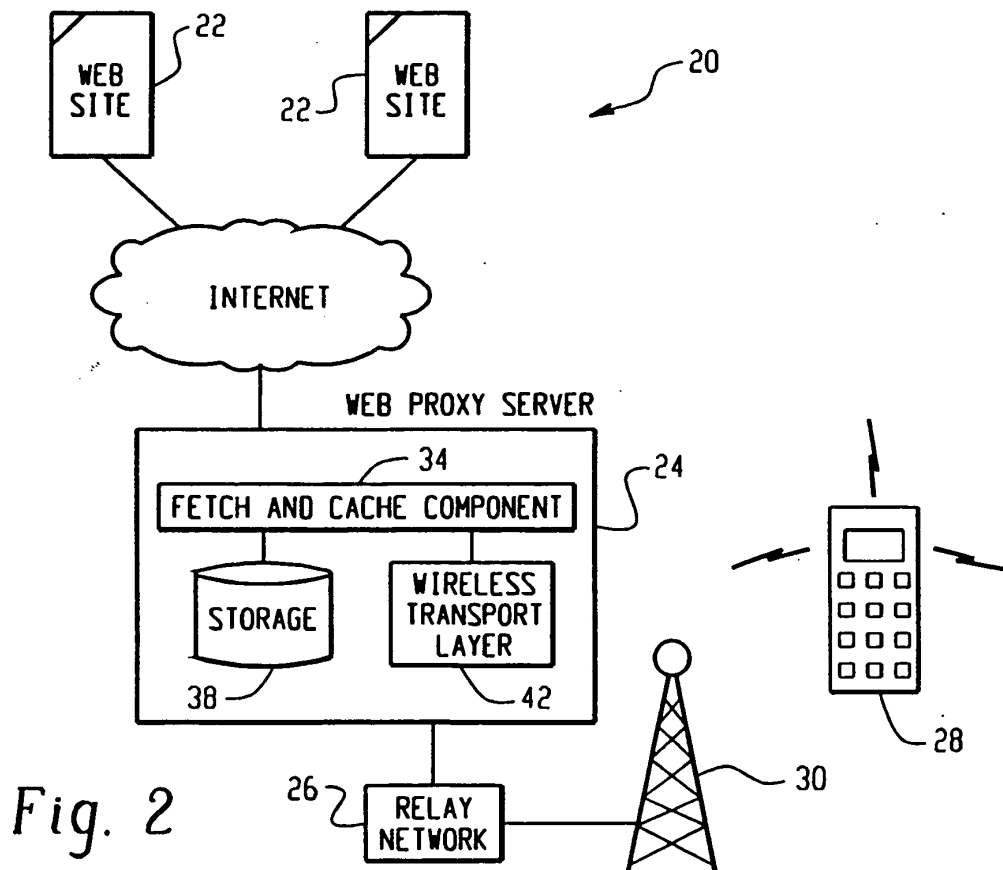 22
WEB
SITE
22
WEB
SITE
20
INTERNET
WEB PROXY SERVER
34
24
FETCH AND CACHE COMPONENT
STORAGE
WIRELESS
TRANSPORT
LAYER
38
42
28
30
26
RELAY
NETWORK
Fig. 2